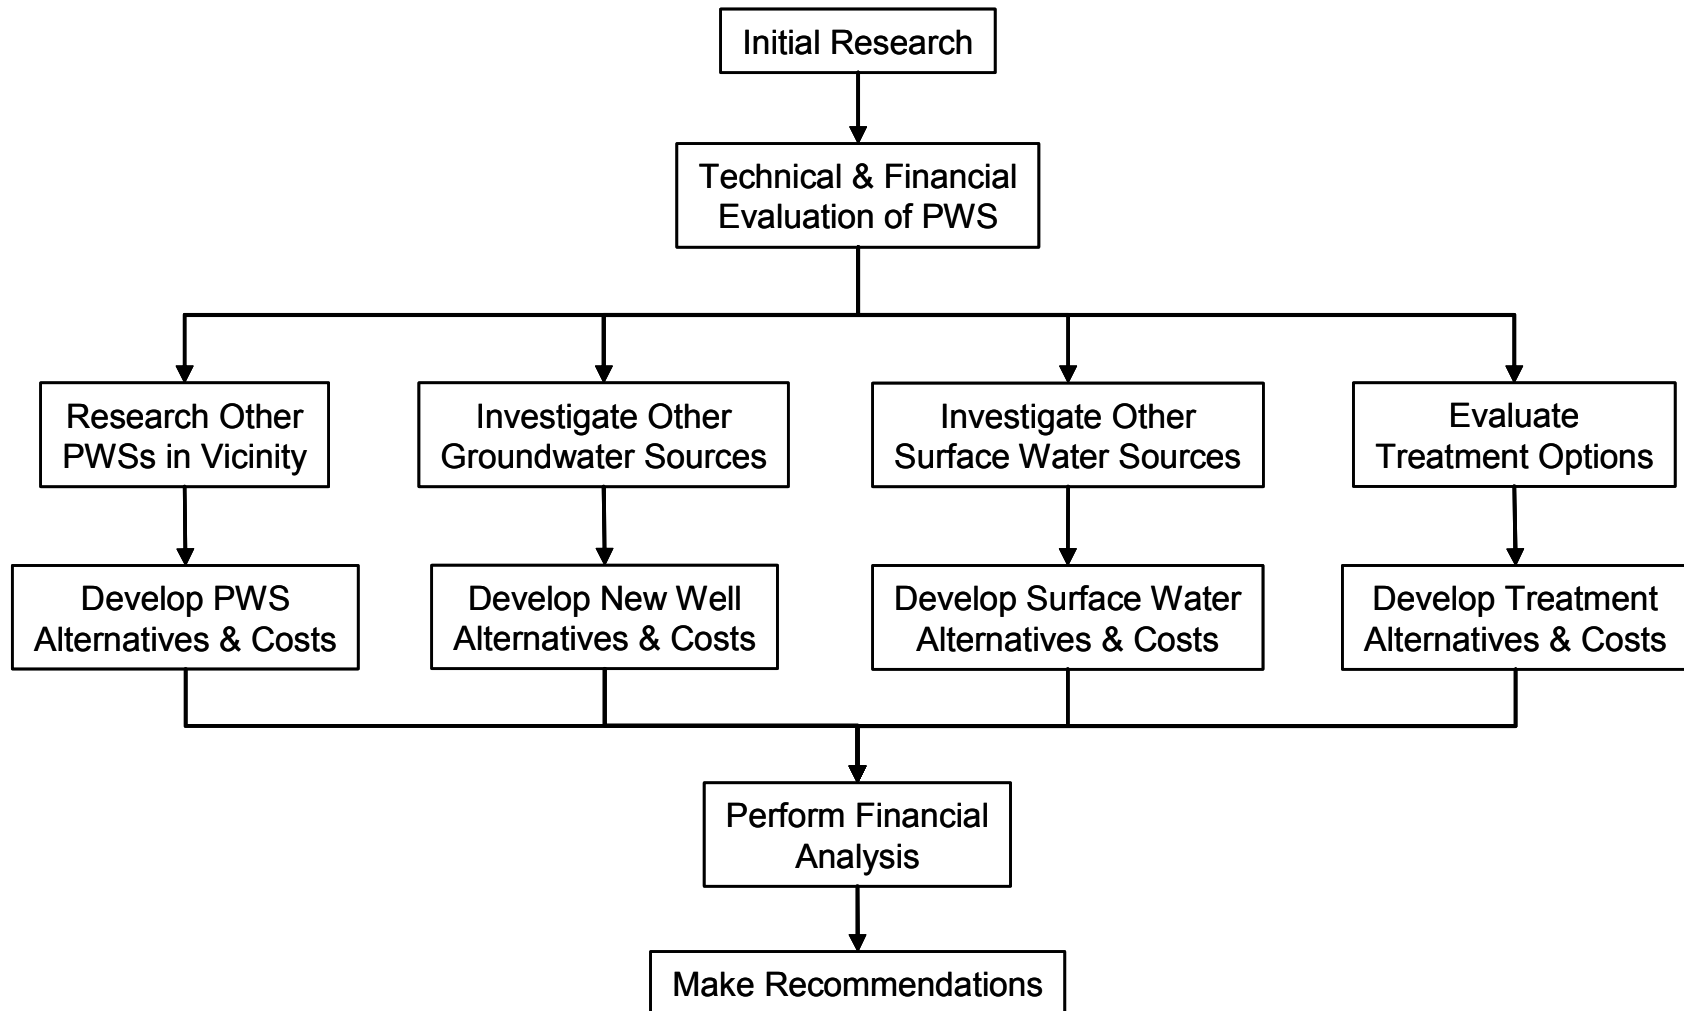 Initial Research
Technical & Financial
Evaluation of PWS
Research Other
PWSs in Vicinity
Investigate Other
Groundwater Sources
Investigate Other
Surface Water Sources
Evaluate
Treatment Options
Develop PWS
Alternatives & Costs
Develop New Well
Alternatives & Costs
Develop Surface Water
Alternatives & Costs
Develop Treatment
Alternatives & Costs
Perform Financial
Analysis
Make Recommendations